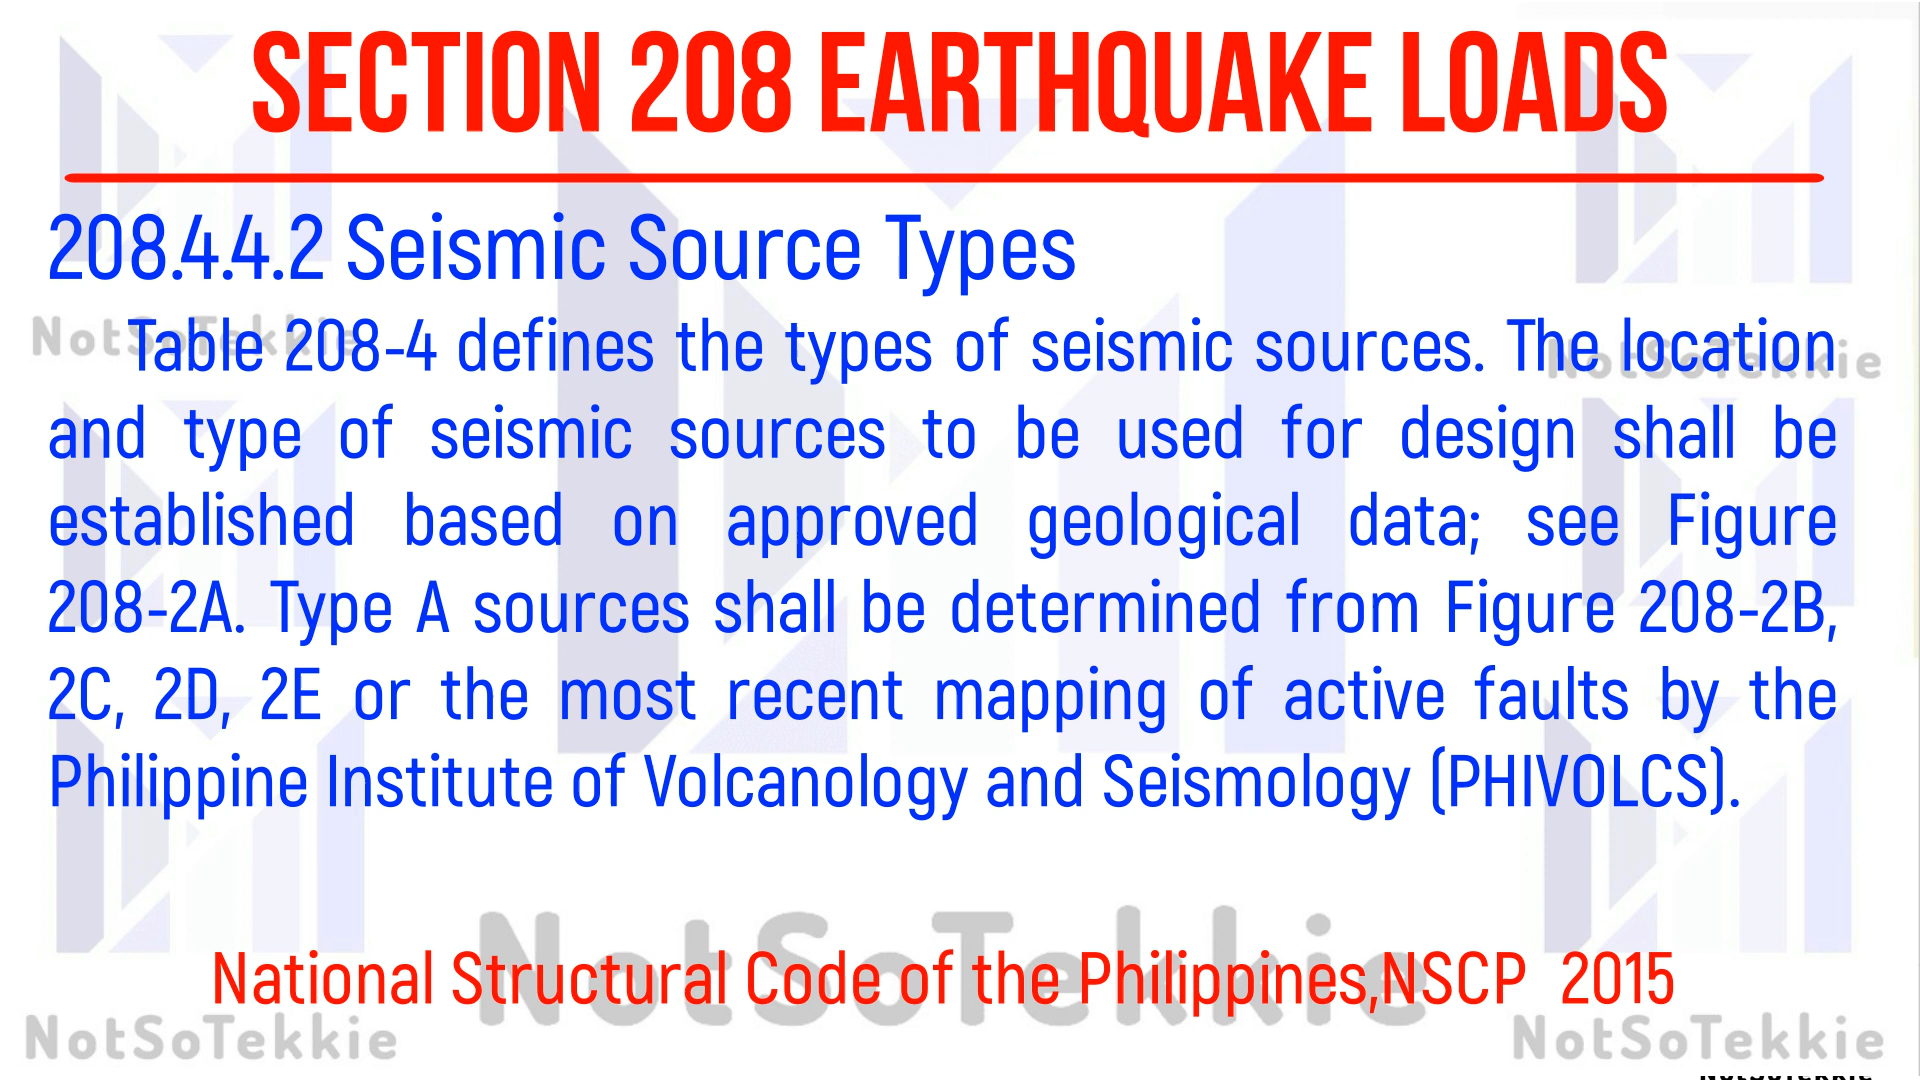 SECTION 208 EARTHQUAKE LOADS
208.4.4.2 Seismic Source Types
NotSoTekkie
Table 208-4 defines the types of seismic sources. The location
NotSoTekkie
and type of seismic sources to be used for design shall be
established based on approved geological data; see Figure
208-2A. Type A sources shall be determined from Figure 208-2B,
2C, 2D, 2E or the most recent mapping of active faults by the
Philippine Institute of Volcanology and Seismology (PHIVOLCS).
NotSoTekkie
National Structural Code of the Philippines,NSCP 2015
NotSoTekkie
NotSoTekkie
NotSoTekkie